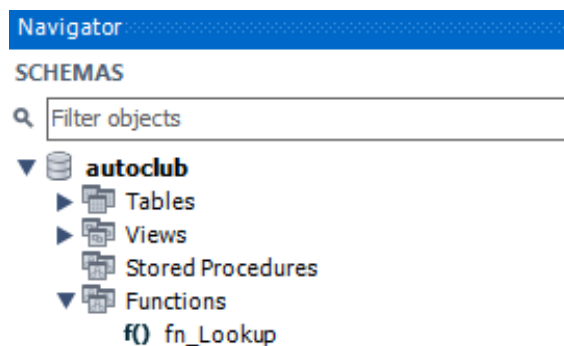 Navigator
SCHEMAS
Filter objects
autoclub
Tables
Views
Stored Procedures
Functions
f() fn_Lookup